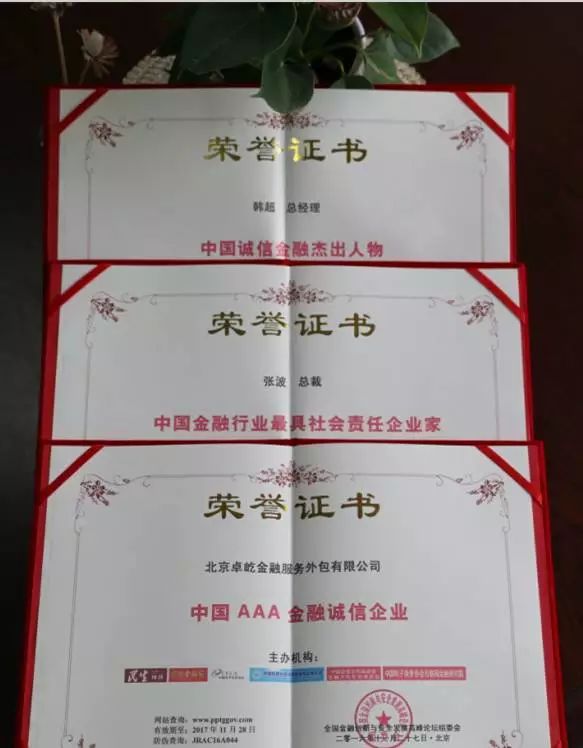 荣誉证书
韩超 总经理
中国诚信金融杰出人物
荣誉证书
张波 总裁
中国金融行业最具社会责任企业家
荣誉证书
北京卓屹金融服务外包有限公司
中国 AAA 金融诚信企业
主办机构:
民生
网站查询: www.pptggov.com
有效期至: 2017 年 11 月 28 日
防伪查询: JRAC16A044
全国金融创新与安全发展高峰论坛组委会
二〇一六年十一月二十七日·北京